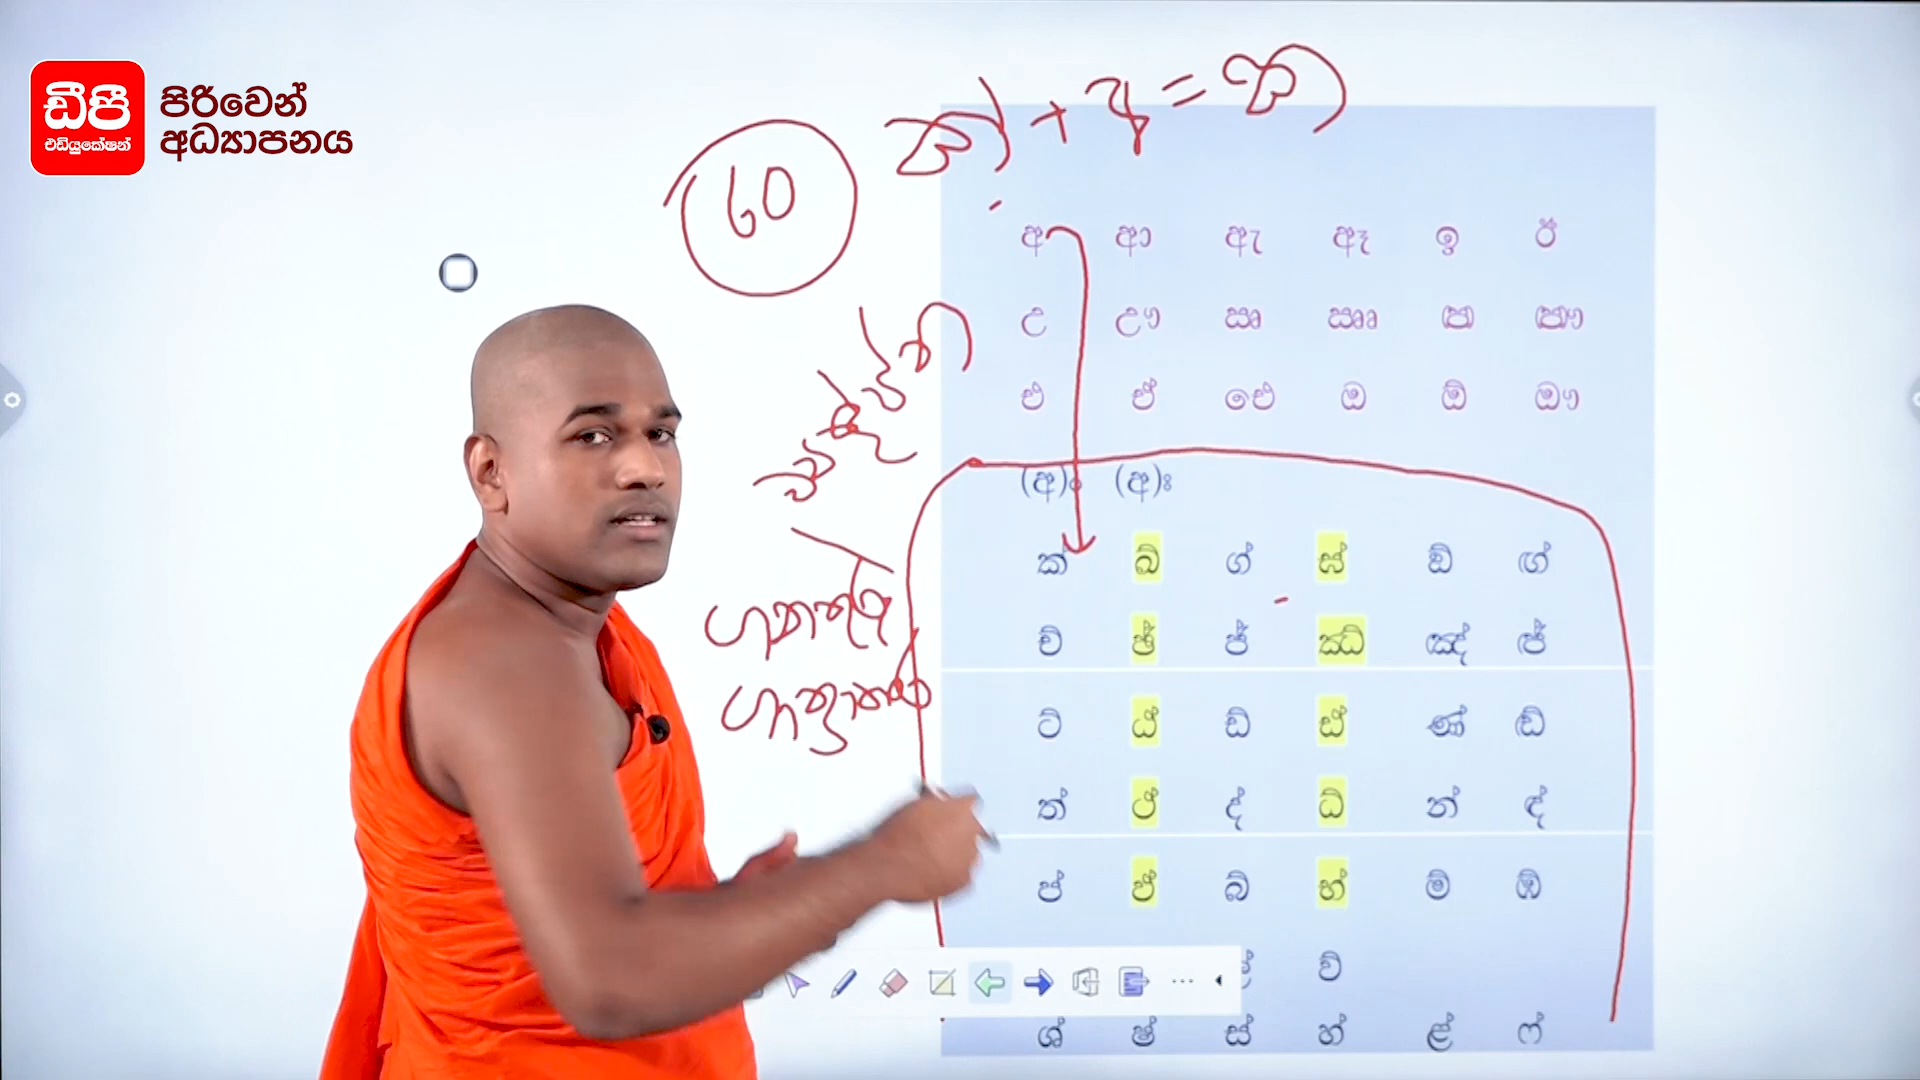 ඩීපී
එඩියුකේෂන්
පිරිවෙන්
අධ්‍යාපනය
ක් + අ = ක
60
අ ආ ඇ ඈ ඉ ඊ
උ ඌ ඍ ඎ ඏ ඐ
එ ඒ ඓ ඔ ඕ ඖ
(අ)ං (අ)ඃ
ක් ඛ් ග් ඝ් ඞ් ඟ්
ච් ඡ් ජ් ඣ් ඤ් ඦ්
ට් ඨ් ඩ් ඪ් ණ් ඬ්
ත් ථ් ද් ධ් න් ඳ්
ප් ඵ් බ් භ් ම් ඹ්
ව්
ශ් ෂ් ස් හ් ළ් ෆ්